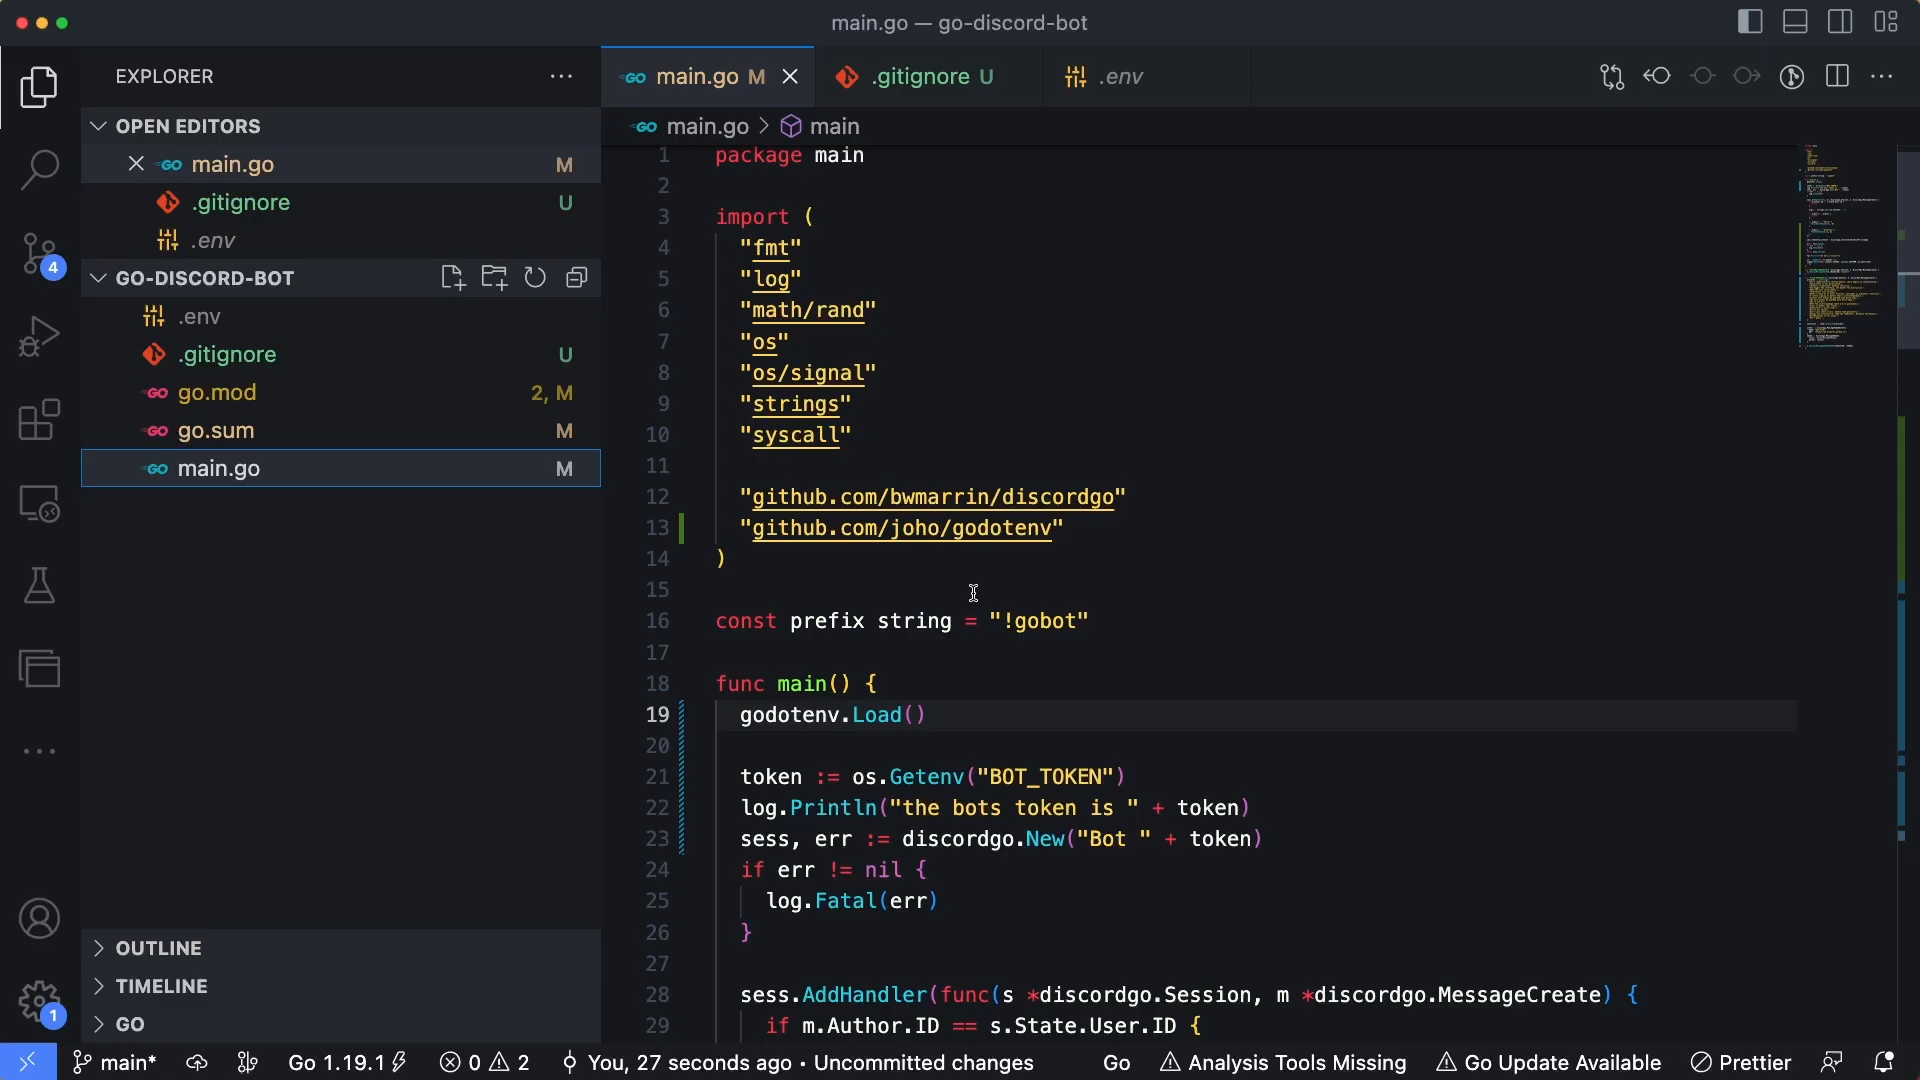 main.go — go-discord-bot
EXPLORER
OPEN EDITORS
main.go M
.gitignore U
.env
GO-DISCORD-BOT
.env
.gitignore U
go.mod 2, M
go.sum M
main.go M
OUTLINE
TIMELINE
GO
4
1
main.go M
.gitignore U
.env
main.go > main
1 package main
2
3 import (
4 "fmt"
5 "log"
6 "math/rand"
7 "os"
8 "os/signal"
9 "strings"
10 "syscall"
11
12 "github.com/bwmarrin/discordgo"
13 "github.com/joho/godotenv"
14 )
15
16 const prefix string = "!gobot"
17
18 func main() {
19 godotenv.Load()
20
21 token := os.Getenv("BOT_TOKEN")
22 log.Println("the bots token is " + token)
23 sess, err := discordgo.New("Bot " + token)
24 if err != nil {
25 log.Fatal(err)
26 }
27
28 sess.AddHandler(func(s *discordgo.Session, m *discordgo.MessageCreate) {
29 if m.Author.ID == s.State.User.ID {
main* Go 1.19.1 0 2 You, 27 seconds ago • Uncommitted changes Go Analysis Tools Missing Go Update Available Prettier